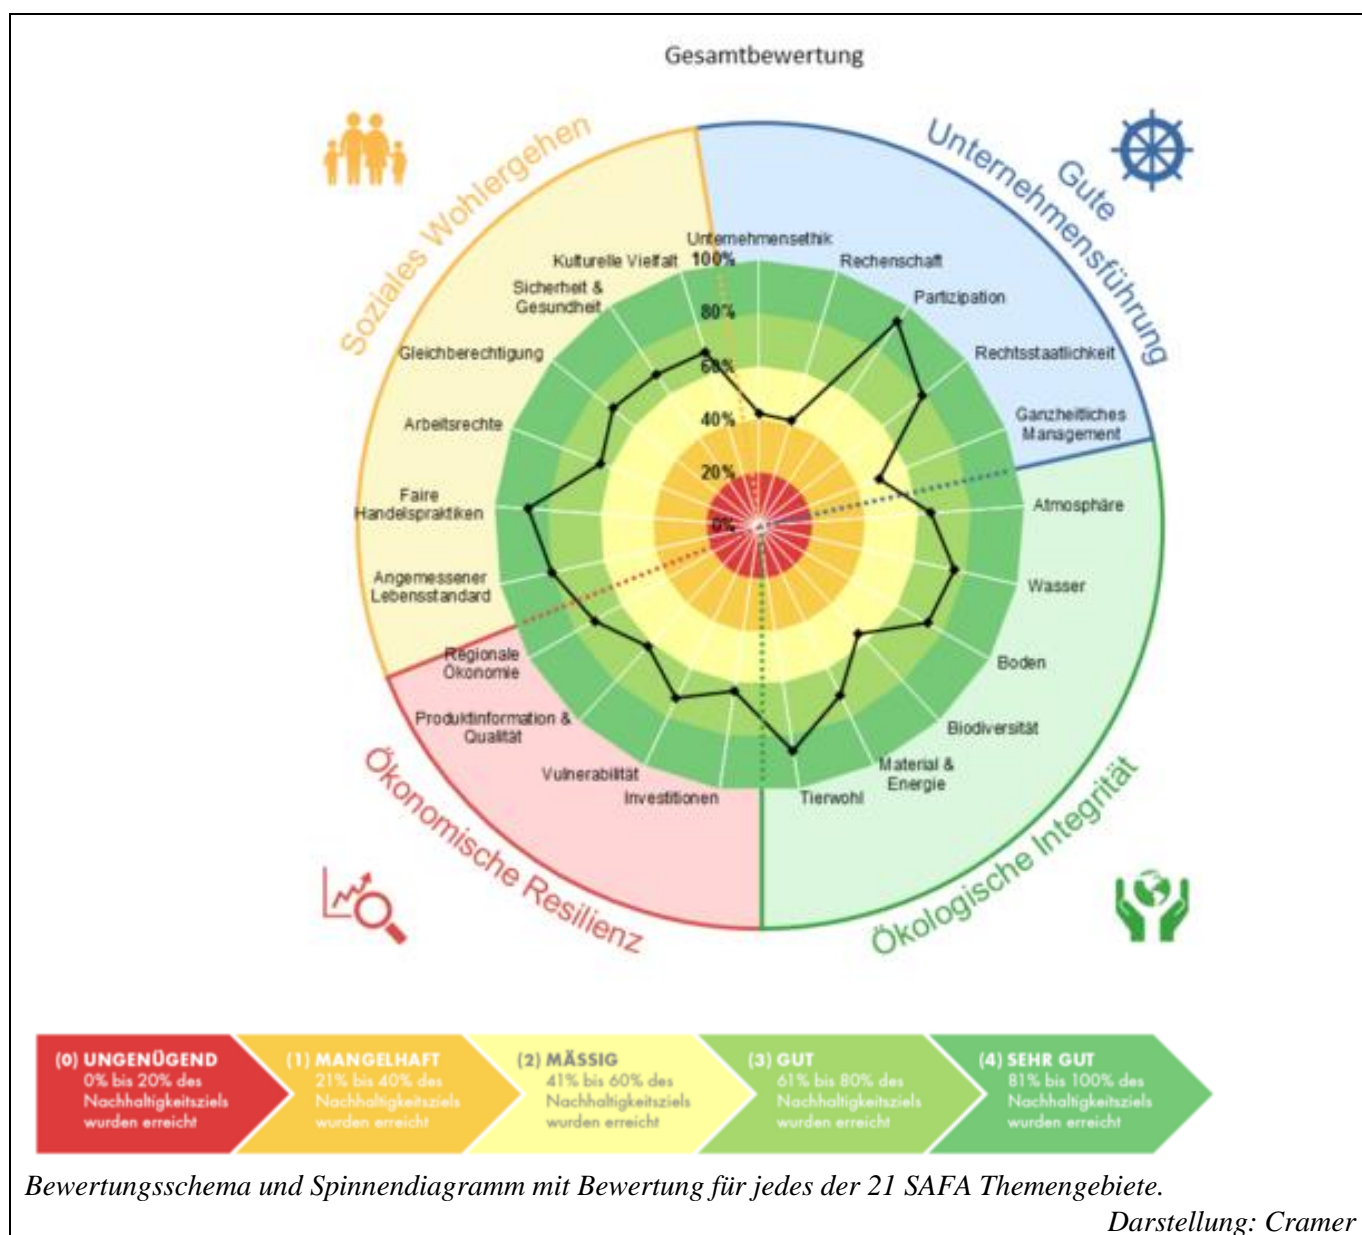 Gesamtbewertung
Soziales Wohlergehen
Gute
Unternehmensführung
Unternehmensethik
Kulturelle Vielfalt
100%
Rechenschaft
Sicherheit &
Gesundheit
Partizipation
80%
Gleichberechtigung
Rechtsstaatlichkeit
60%
Arbeitsrechte
40%
Ganzheitliches
Management
20%
Faire
Handelspraktiken
Atmosphäre
0%
Angemessener
Lebensstandard
Wasser
Regionale
Ökonomie
Boden
Produktinformation &
Qualität
Biodiversität
Vulnerabilität
Material &
Energie
Investitionen
Tierwohl
Ökonomische Resilienz
Ökologische Integrität
(0) UNGENÜGEND
0% bis 20% des
Nachhaltigkeitsziels
wurden erreicht
(1) MANGELHAFT
21% bis 40% des
Nachhaltigkeitsziels
wurden erreicht
(2) MÄSSIG
41% bis 60% des
Nachhaltigkeitsziels
wurden erreicht
(3) GUT
61% bis 80% des
Nachhaltigkeitsziels
wurden erreicht
(4) SEHR GUT
81% bis 100% des
Nachhaltigkeitsziels
wurden erreicht
Bewertungsschema und Spinnendiagramm mit Bewertung für jedes der 21 SAFA Themengebiete.
Darstellung: Cramer